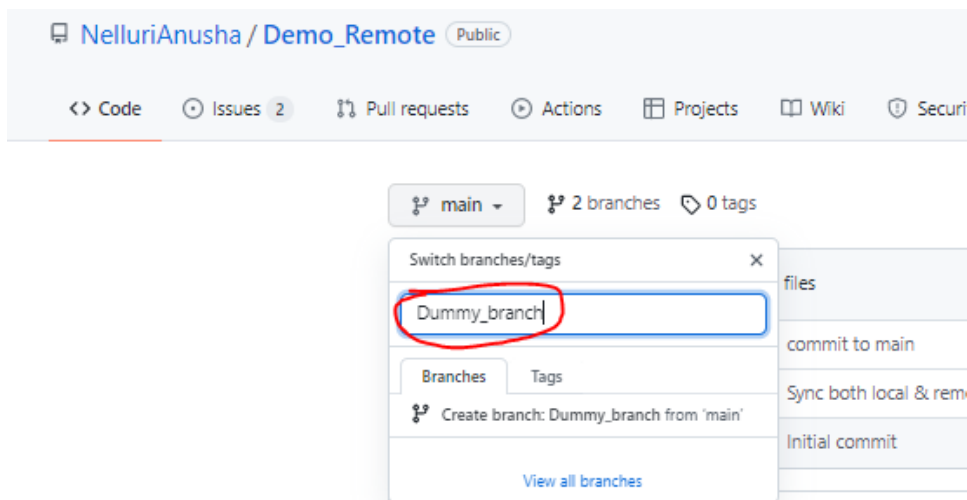 NelluriAnusha / Demo_Remote Public
<> Code Issues 2 Pull requests Actions Projects Wiki Securi
main 2 branches 0 tags
Switch branches/tags
files
Dummy_branch
commit to main
Branches Tags
Sync both local & rem
Create branch: Dummy_branch from 'main'
Initial commit
View all branches